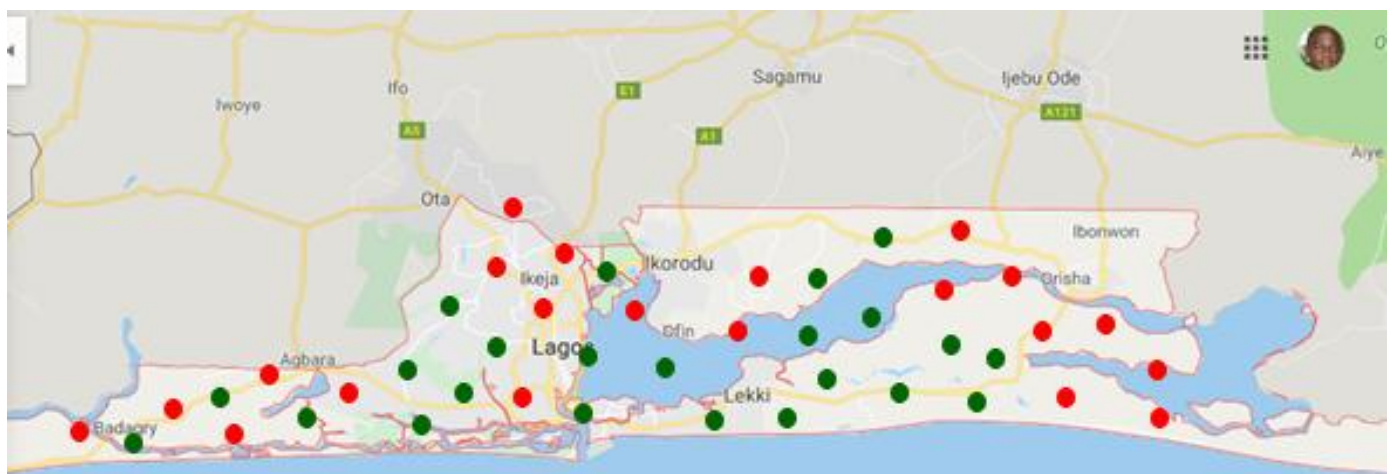 Sagamu
Ijebu Ode
Ifo
Iwoye
E1
A121
A5
A1
Aiye
Ota
Ibonwon
Ikorodu
Ikeja
Orisha
Ofin
Lagos
Agbara
Lekki
Badagry